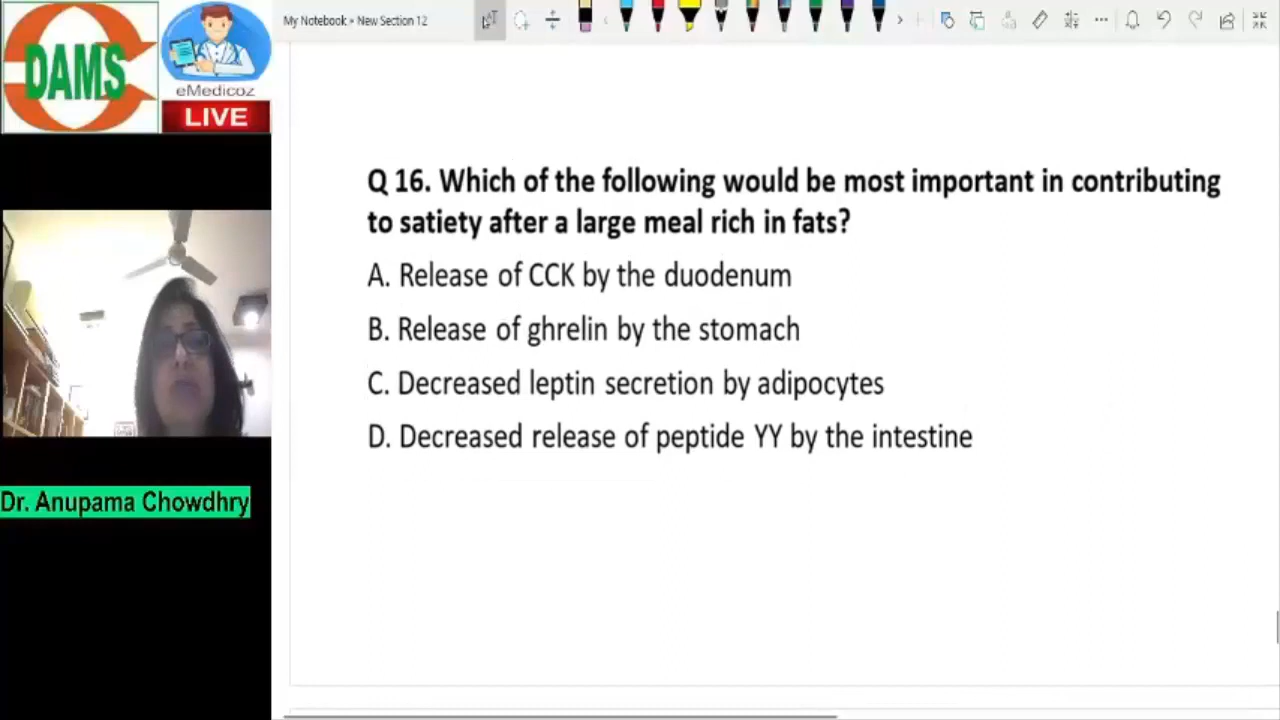 DAMS
eMedicoz
LIVE
My Notebook > New Section 12
Q 16. Which of the following would be most important in contributing
to satiety after a large meal rich in fats?
A. Release of CCK by the duodenum
B. Release of ghrelin by the stomach
C. Decreased leptin secretion by adipocytes
D. Decreased release of peptide YY by the intestine
Dr. Anupama Chowdhry